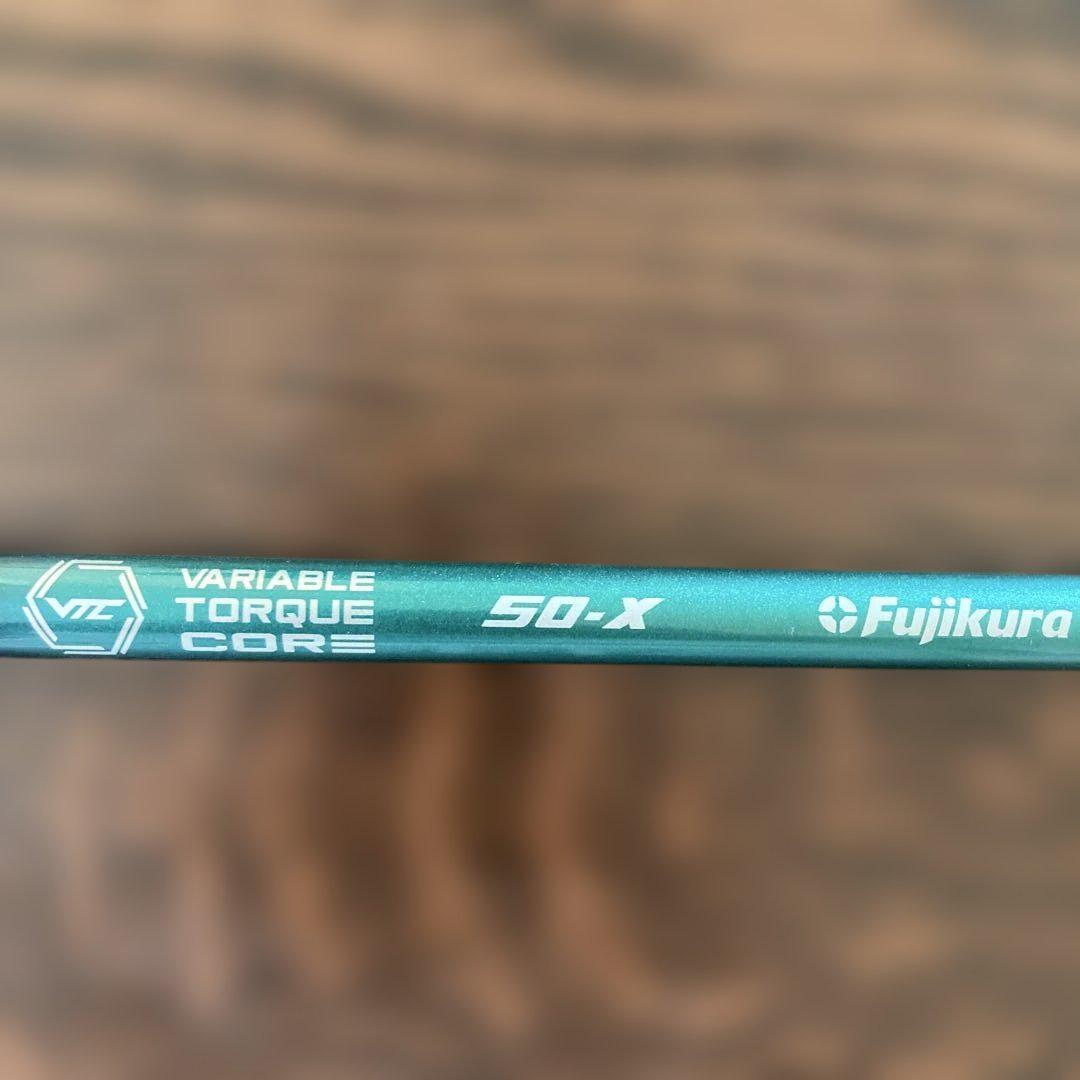 VTC
VARIABLE
TORQUE
CORE
50-X
Fujikura